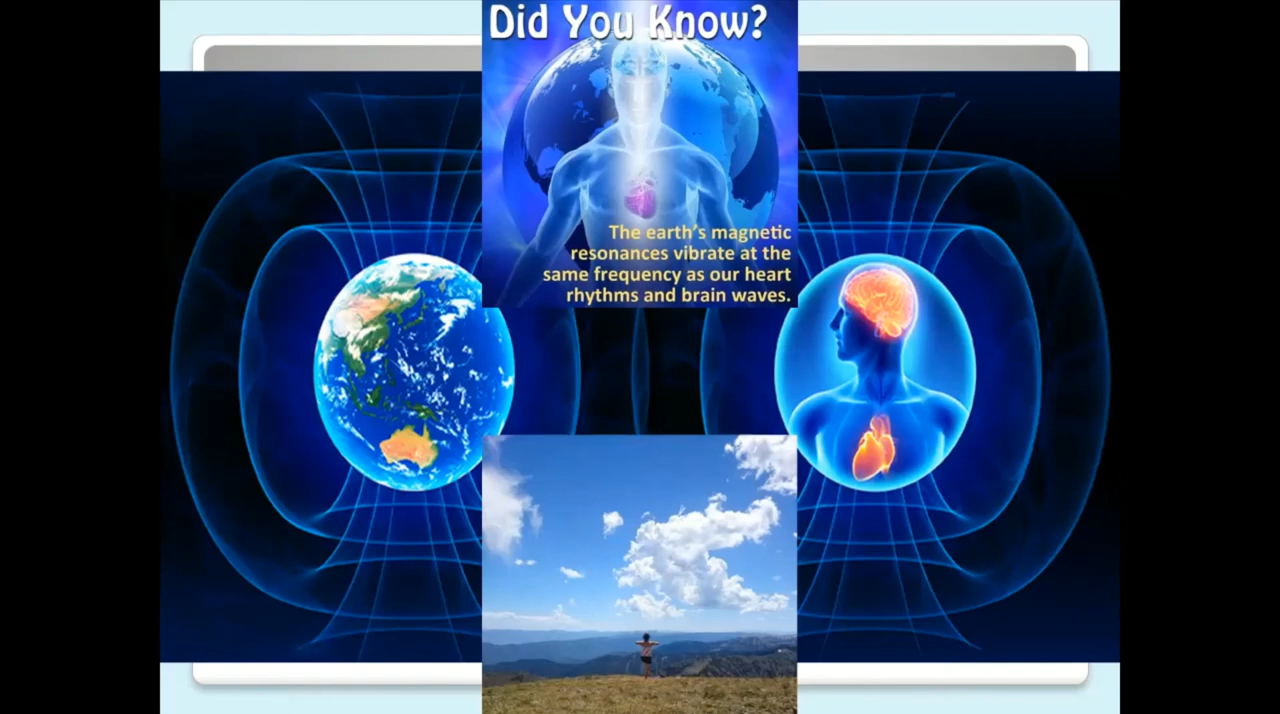 Did You Know?
The earth's magnetic
resonances vibrate at the
same frequency as our heart
rhythms and brain waves.